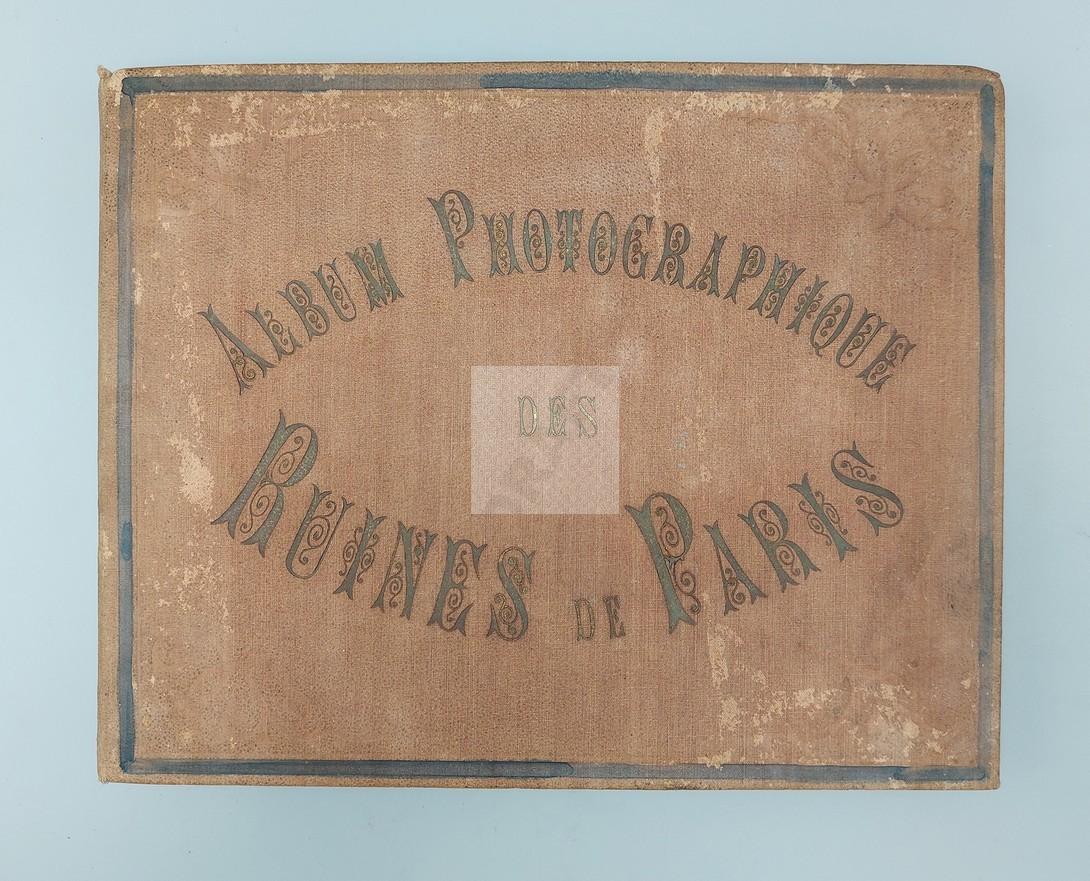 Album Photographique
DES
Ruines DE Paris